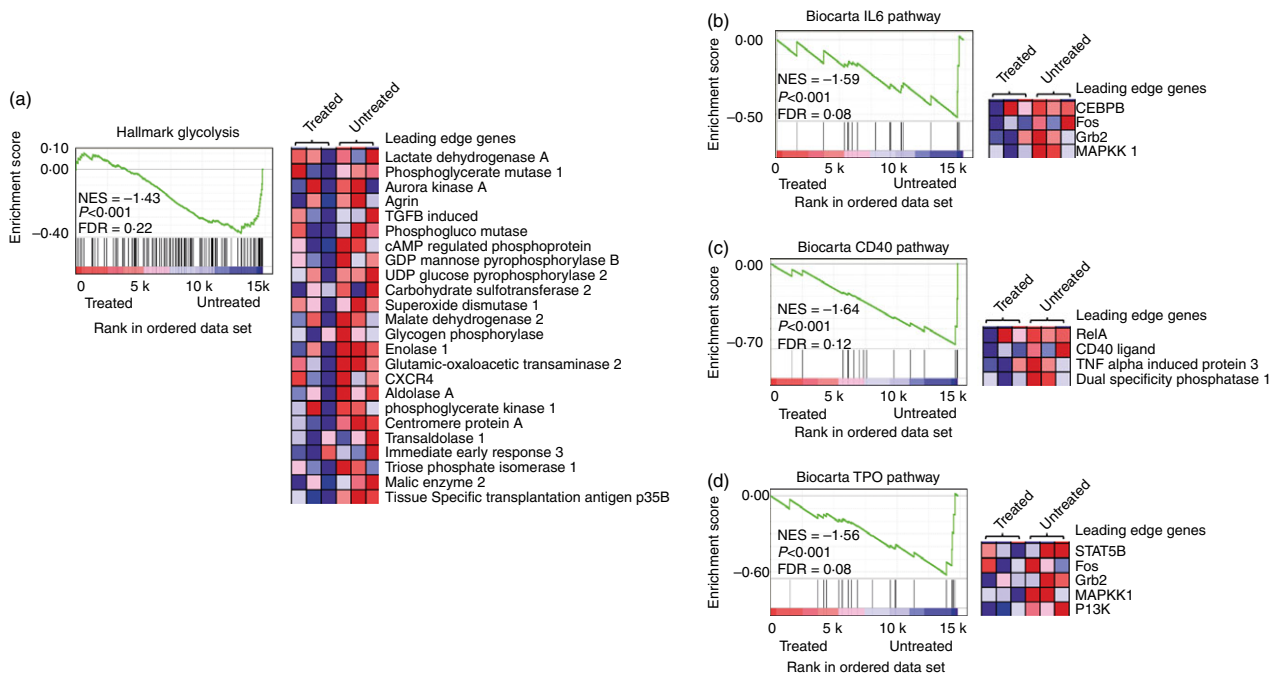 (a)
Hallmark glycolysis
Enrichment score
0·10
0·00
−0·40
NES = −1·43
P<0·001
FDR = 0·22
0 5 k 10 k 15 k
Treated Untreated
Rank in ordered data set
Treated Untreated
Leading edge genes
Lactate dehydrogenase A
Phosphoglycerate mutase 1
Aurora kinase A
Agrin
TGFB induced
Phosphogluco mutase
cAMP regulated phosphoprotein
GDP mannose pyrophosphorylase B
UDP glucose pyrophosphorylase 2
Carbohydrate sulfotransferase 2
Superoxide dismutase 1
Malate dehydrogenase 2
Glycogen phosphorylase
Enolase 1
Glutamic-oxaloacetic transaminase 2
CXCR4
Aldolase A
phosphoglycerate kinase 1
Centromere protein A
Transaldolase 1
Immediate early response 3
Triose phosphate isomerase 1
Malic enzyme 2
Tissue Specific transplantation antigen p35B
(b)
Biocarta IL6 pathway
Enrichment score
0·00
−0·50
NES = −1·59
P<0·001
FDR = 0·08
0 5 k 10 k 15 k
Treated Untreated
Rank in ordered data set
Treated Untreated
Leading edge genes
CEBPB
Fos
Grb2
MAPKK 1
(c)
Biocarta CD40 pathway
Enrichment score
0·00
−0·70
NES = −1·64
P<0·001
FDR = 0·12
0 5 k 10 k 15 k
Treated Untreated
Rank in ordered data set
Treated Untreated
Leading edge genes
RelA
CD40 ligand
TNF alpha induced protein 3
Dual specificity phosphatase 1
(d)
Biocarta TPO pathway
Enrichment score
0·00
−0·60
NES = −1·56
P<0·001
FDR = 0·08
0 5 k 10 k 15 k
Treated Untreated
Rank in ordered data set
Treated Untreated
Leading edge genes
STAT5B
Fos
Grb2
MAPKK1
P13K